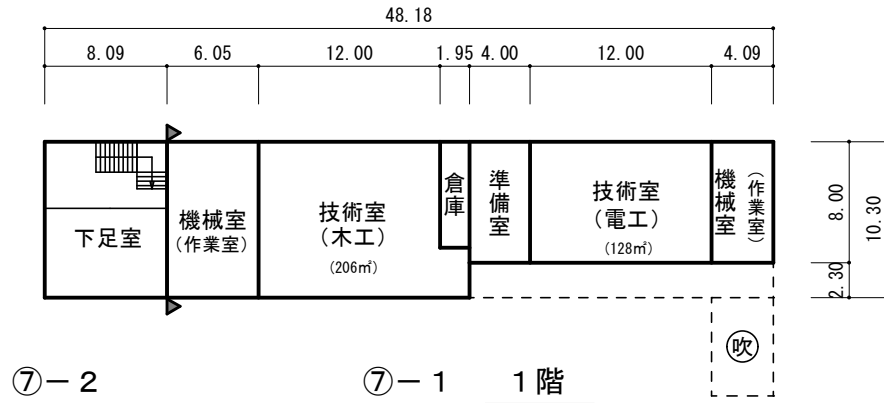 48.18
8.09 6.05 12.00 1.95 4.00 12.00 4.09
下足室
機械室
(作業室)
技術室
(木工)
(206㎡)
倉庫
準備室
技術室
(電工)
(128㎡)
機械室
(作業室)
8.00
2.30
10.30
吹
⑦－2 ⑦－1 1階